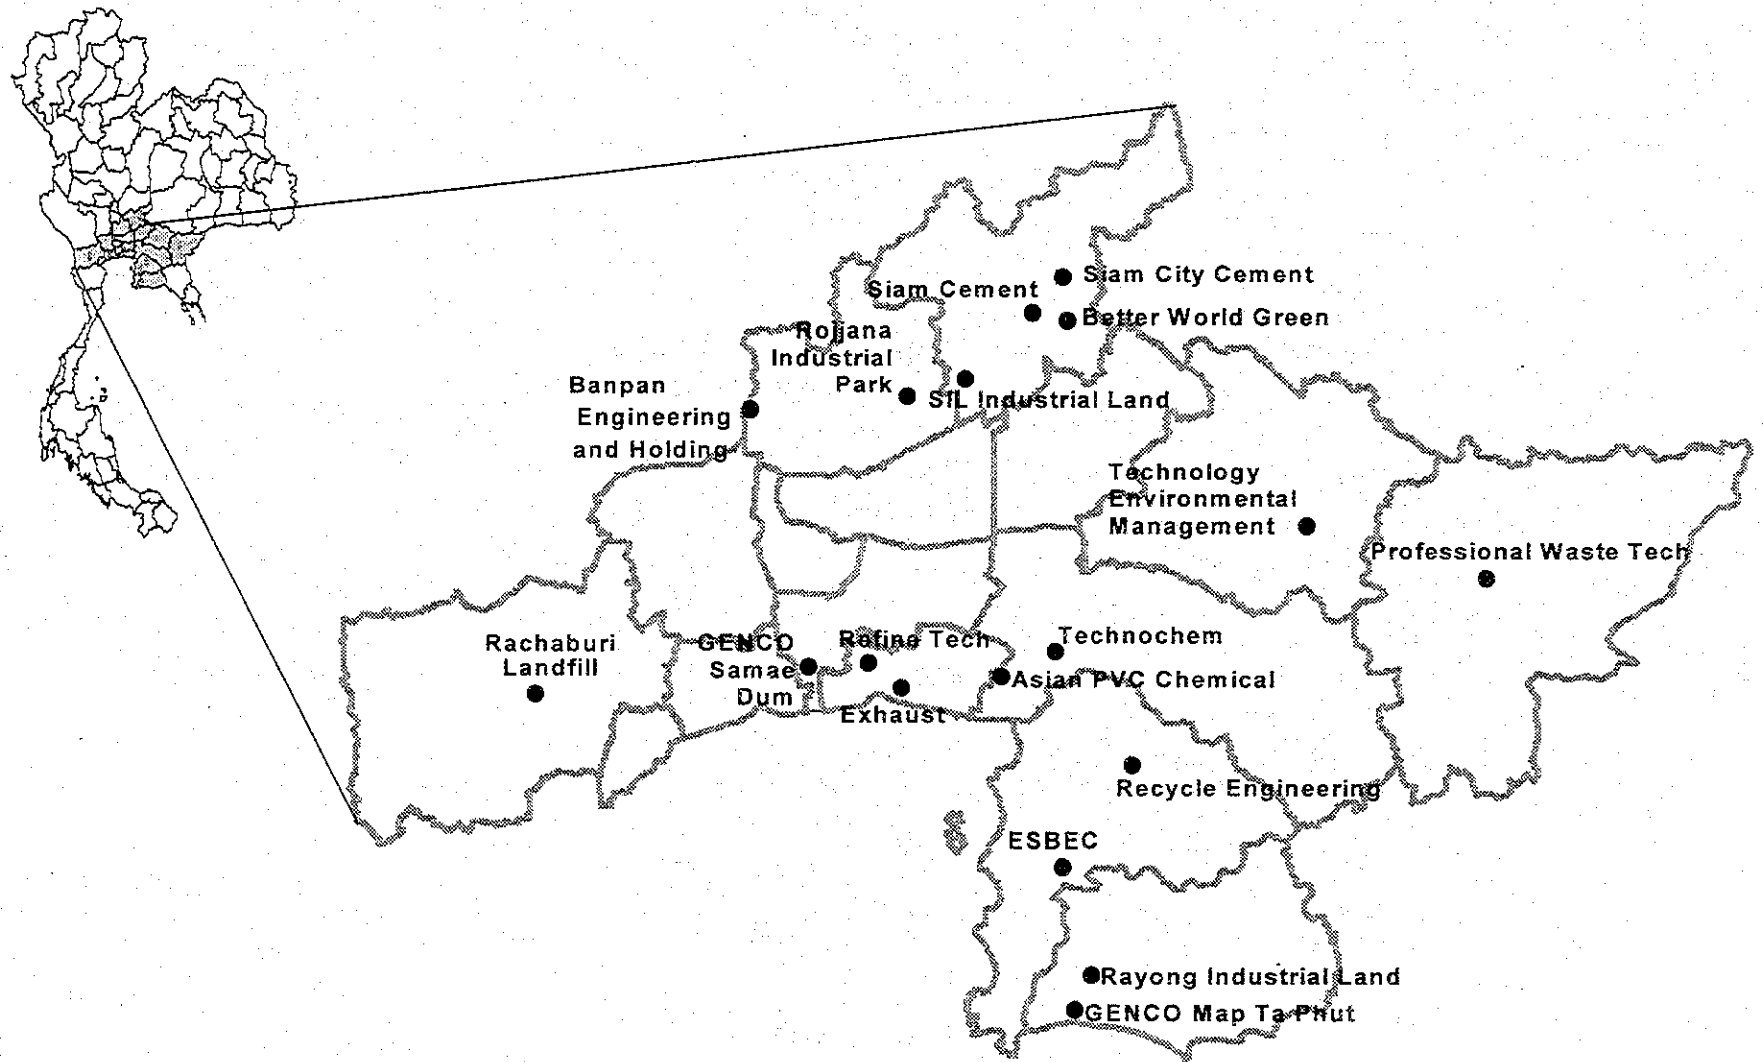 Siam City Cement
Siam Cement
Better World Green
Rojjana
Industrial
Park
SIL Industrial Land
Banpan
Engineering
and Holding
Technology
Environmental
Management
Professional Waste Tech
Rachaburi
Landfill
GENCO
Samae
Dum
Refine Tech
Exhaust
Technochem
Asian PVC Chemical
Recycle Engineering
ESBEC
Rayong Industrial Land
GENCO Map Ta Phut